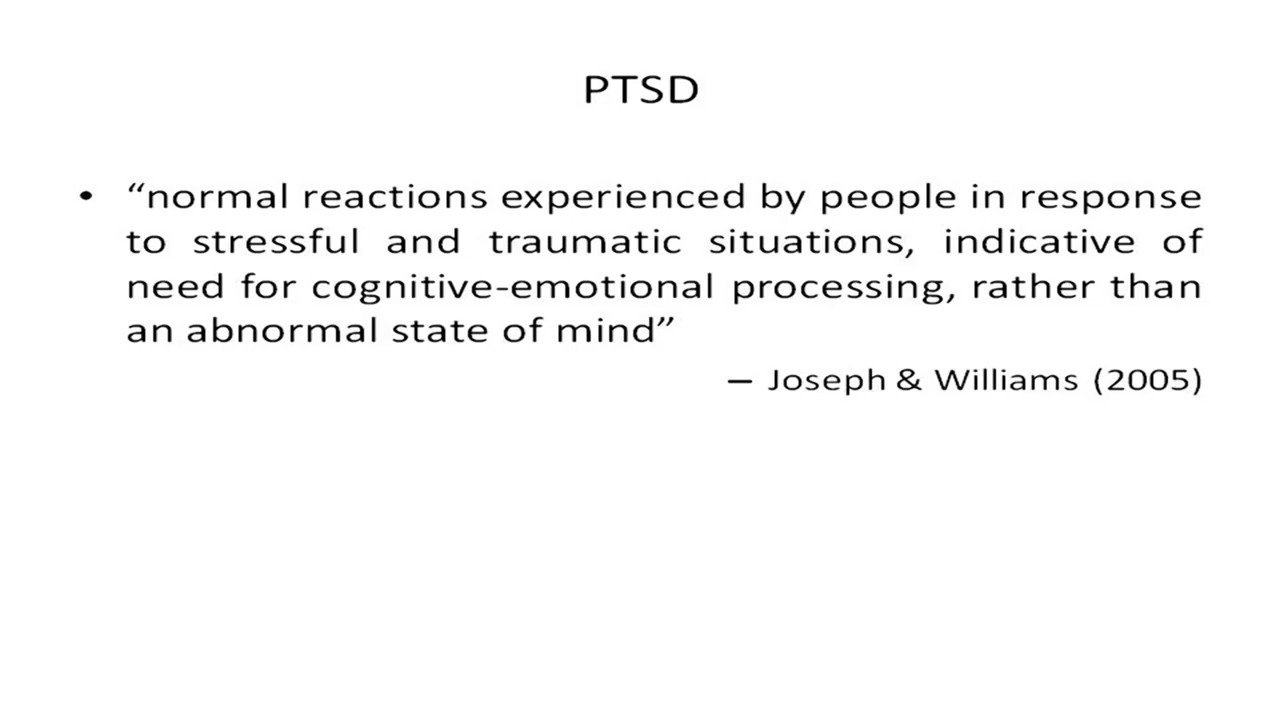 PTSD
• “normal reactions experienced by people in response
to stressful and traumatic situations, indicative of
need for cognitive-emotional processing, rather than
an abnormal state of mind”
– Joseph & Williams (2005)